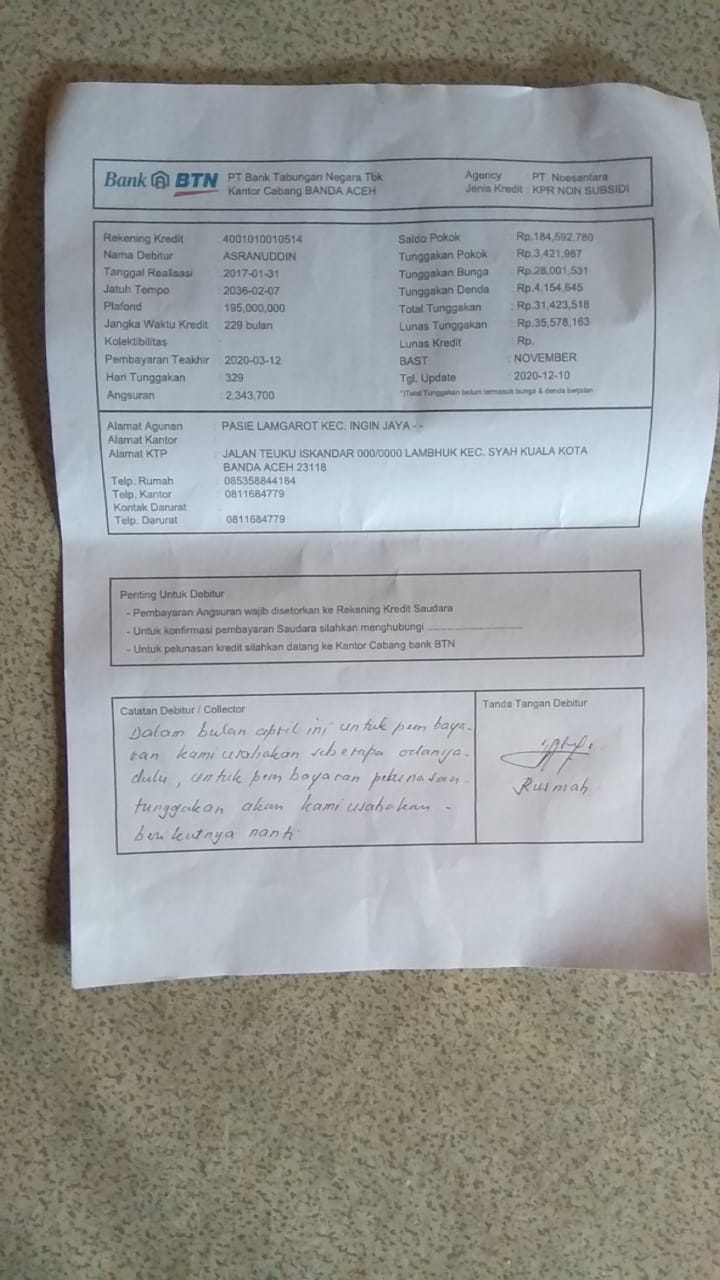 Bank BTN PT Bank Tabungan Negara Tbk Agency PT Noesantara
Kantor Cabang BANDA ACEH Jenis Kredit : KPR NON SUBSIDI
Rekening Kredit : 4001010010514 Saldo Pokok : Rp.184,592,780
Nama Debitur : ASRANUDDIN Tunggakan Pokok : Rp.3,421,987
Tanggal Realisasi : 2017-01-31 Tunggakan Bunga : Rp.28,001,531
Jatuh Tempo : 2036-02-07 Tunggakan Denda : Rp.4,154,645
Plafond : 195,000,000 Total Tunggakan : Rp.31,423,518
Jangka Waktu Kredit : 229 bulan Lunas Tunggakan : Rp.35,578,163
Kolektibilitas : Lunas Kredit : Rp.
Pembayaran Teakhir : 2020-03-12 BAST : NOVEMBER
Hari Tunggakan : 329 Tgl. Update : 2020-12-10
Angsuran : 2,343,700 *)Total Tunggakan belum termasuk bunga & denda berjalan
Alamat Agunan : PASIE LAMGAROT KEC. INGIN JAYA - -
Alamat Kantor :
Alamat KTP : JALAN TEUKU ISKANDAR 000/0000 LAMBHUK KEC. SYAH KUALA KOTA
BANDA ACEH 23118
Telp. Rumah : 085358844184
Telp. Kantor : 0811684779
Kontak Darurat :
Telp. Darurat : 0811684779
Penting Untuk Debitur
- Pembayaran Angsuran wajib disetorkan ke Rekening Kredit Saudara
- Untuk konfirmasi pembayaran Saudara silahkan menghubungi ..............................
- Untuk pelunasan kredit silahkan datang ke Kantor Cabang bank BTN
Catatan Debitur / Collector Tanda Tangan Debitur
Dalam bulan april ini untuk pembaya-
ran kami usahakan seberapa adanya.
dulu, untuk pembayaran pelunasan -
tunggakan akan kami usahakan -
berikutnya nanti
Rusmah